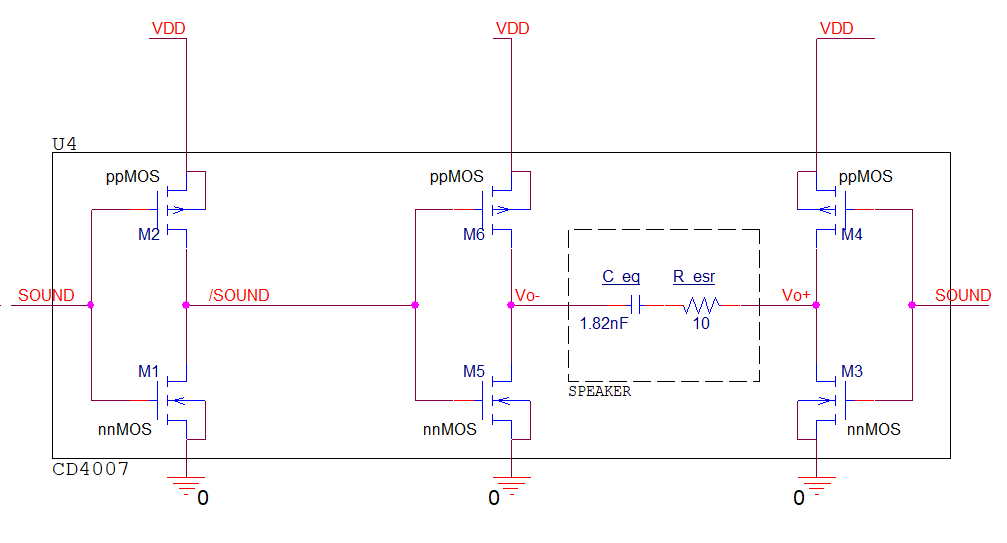 VDD
VDD
VDD
U4
ppMOS
ppMOS
ppMOS
M2
M6
M4
C_eq
R_esr
SOUND
/SOUND
Vo-
Vo+
SOUND
1.82nF
10
M1
M5
M3
SPEAKER
nnMOS
nnMOS
nnMOS
CD4007
0
0
0